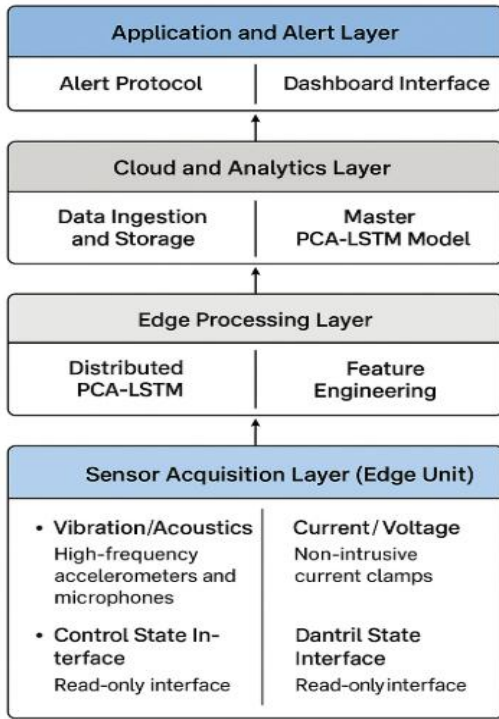 Application and Alert Layer
Alert Protocol
Dashboard Interface
Cloud and Analytics Layer
Data Ingestion
and Storage
Master
PCA-LSTM Model
Edge Processing Layer
Distributed
PCA-LSTM
Feature
Engineering
Sensor Acquisition Layer (Edge Unit)
• Vibration/Acoustics
High-frequency
accelerometers and
microphones
• Control State In-
terface
Read-only interface
Current/Voltage
Non-intrusive
current clamps
Dantril State
Interface
Read-only interface